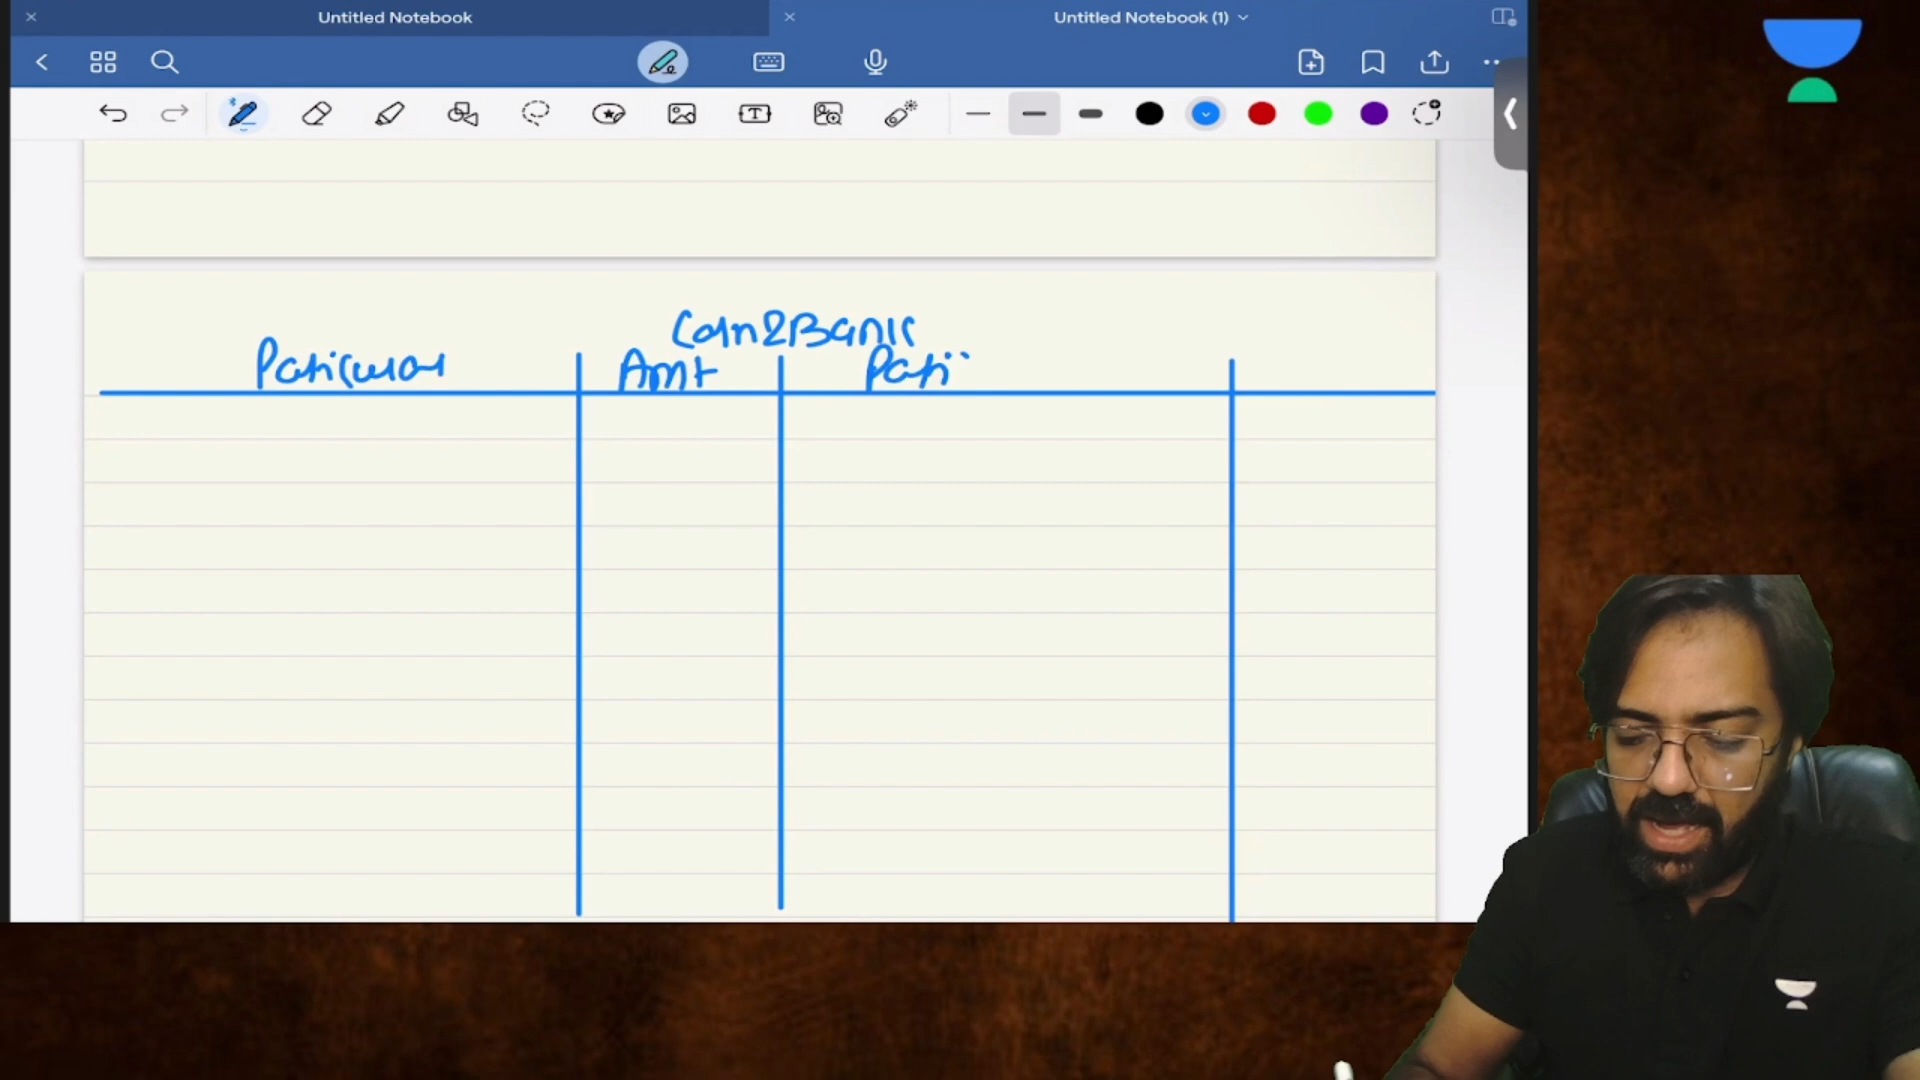 Untitled Notebook
Untitled Notebook (1)
Cash & Bank
Particular Amt Parti